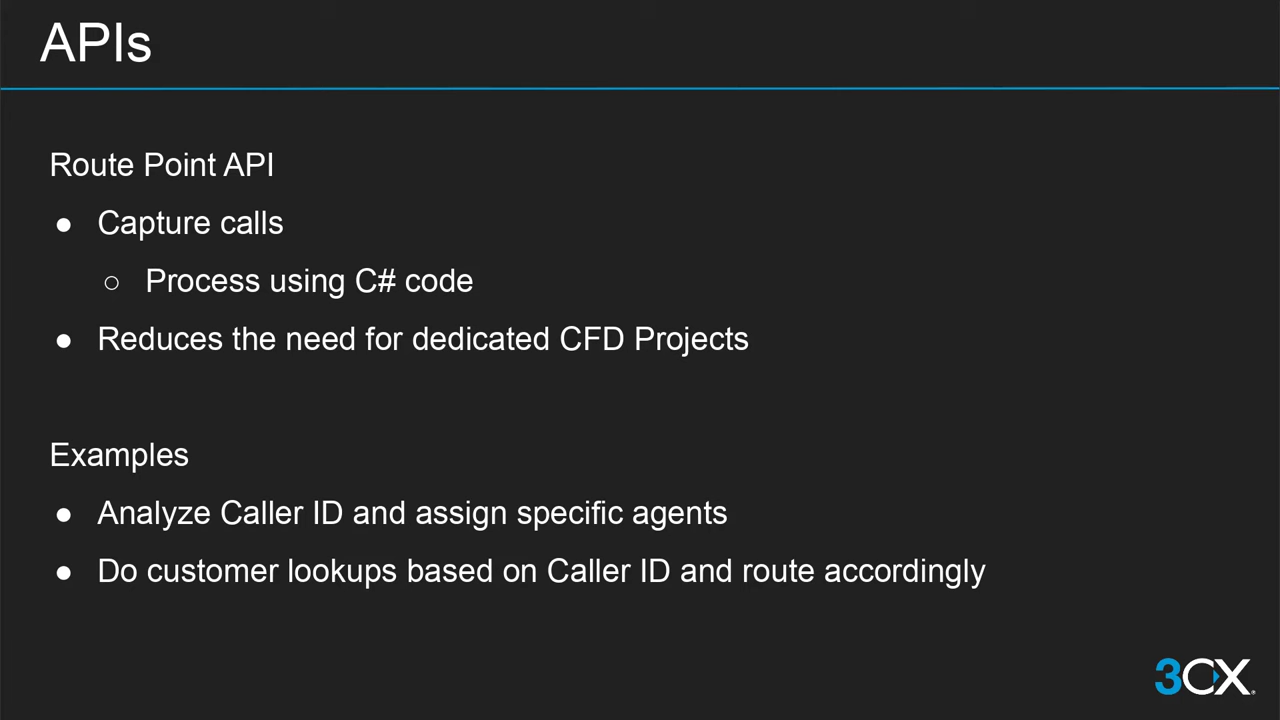 APIs
Route Point API
● Capture calls
○ Process using C# code
● Reduces the need for dedicated CFD Projects
Examples
● Analyze Caller ID and assign specific agents
● Do customer lookups based on Caller ID and route accordingly
3CX®